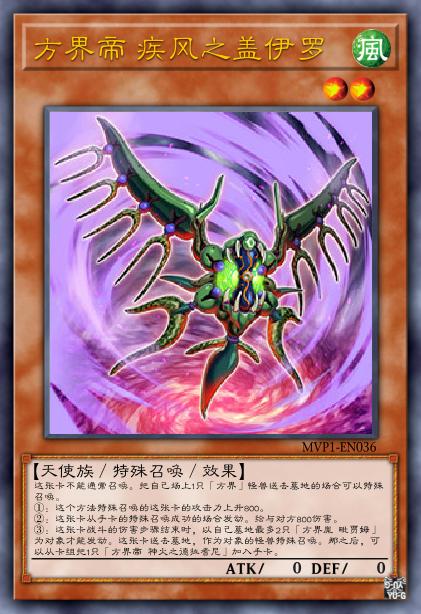 方界帝 疾风之盖伊罗
風
MVP1-EN036
【天使族／特殊召唤／效果】
这张卡不能通常召唤。把自己场上1只「方界」怪兽送去墓地的场合可以特殊
召唤。
①：这个方法特殊召唤的这张卡的攻击力上升800。
②：这张卡从手卡的特殊召唤成功的场合发动。给与对方800伤害。
③：这张卡战斗的伤害步骤结束时，以自己墓地最多2只「方界胤 毗贾姆」
为对象才能发动。这张卡送去墓地，作为对象的怪兽特殊召唤。那之后，可
以从卡组把1只「方界帝 神火之德拉者尼」加入手卡。
ATK/ 0 DEF/ 0